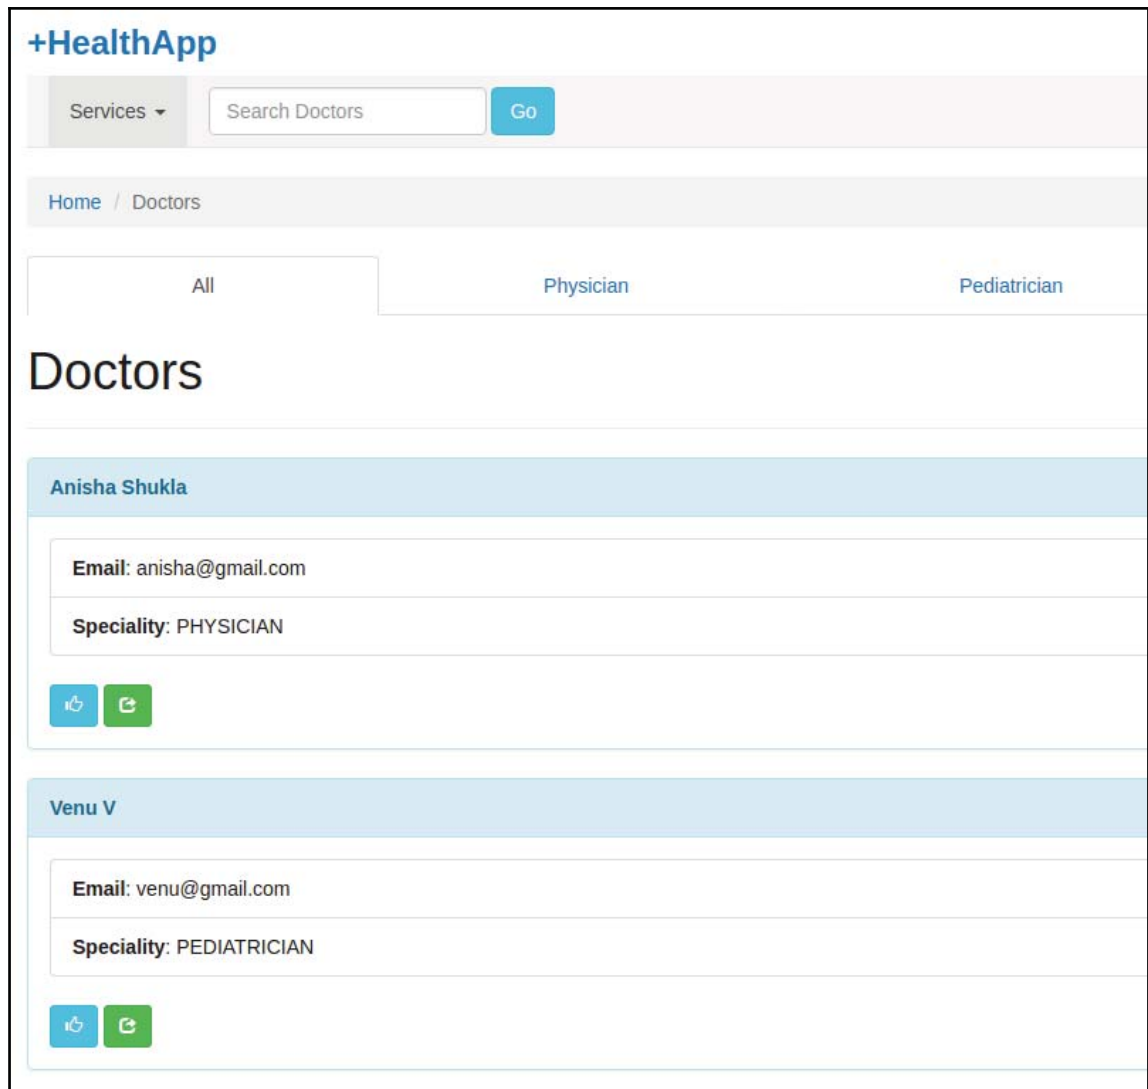 +HealthApp
Services Search Doctors Go
Home / Doctors
All Physician Pediatrician
Doctors
Anisha Shukla
Email: anisha@gmail.com
Speciality: PHYSICIAN
Venu V
Email: venu@gmail.com
Speciality: PEDIATRICIAN